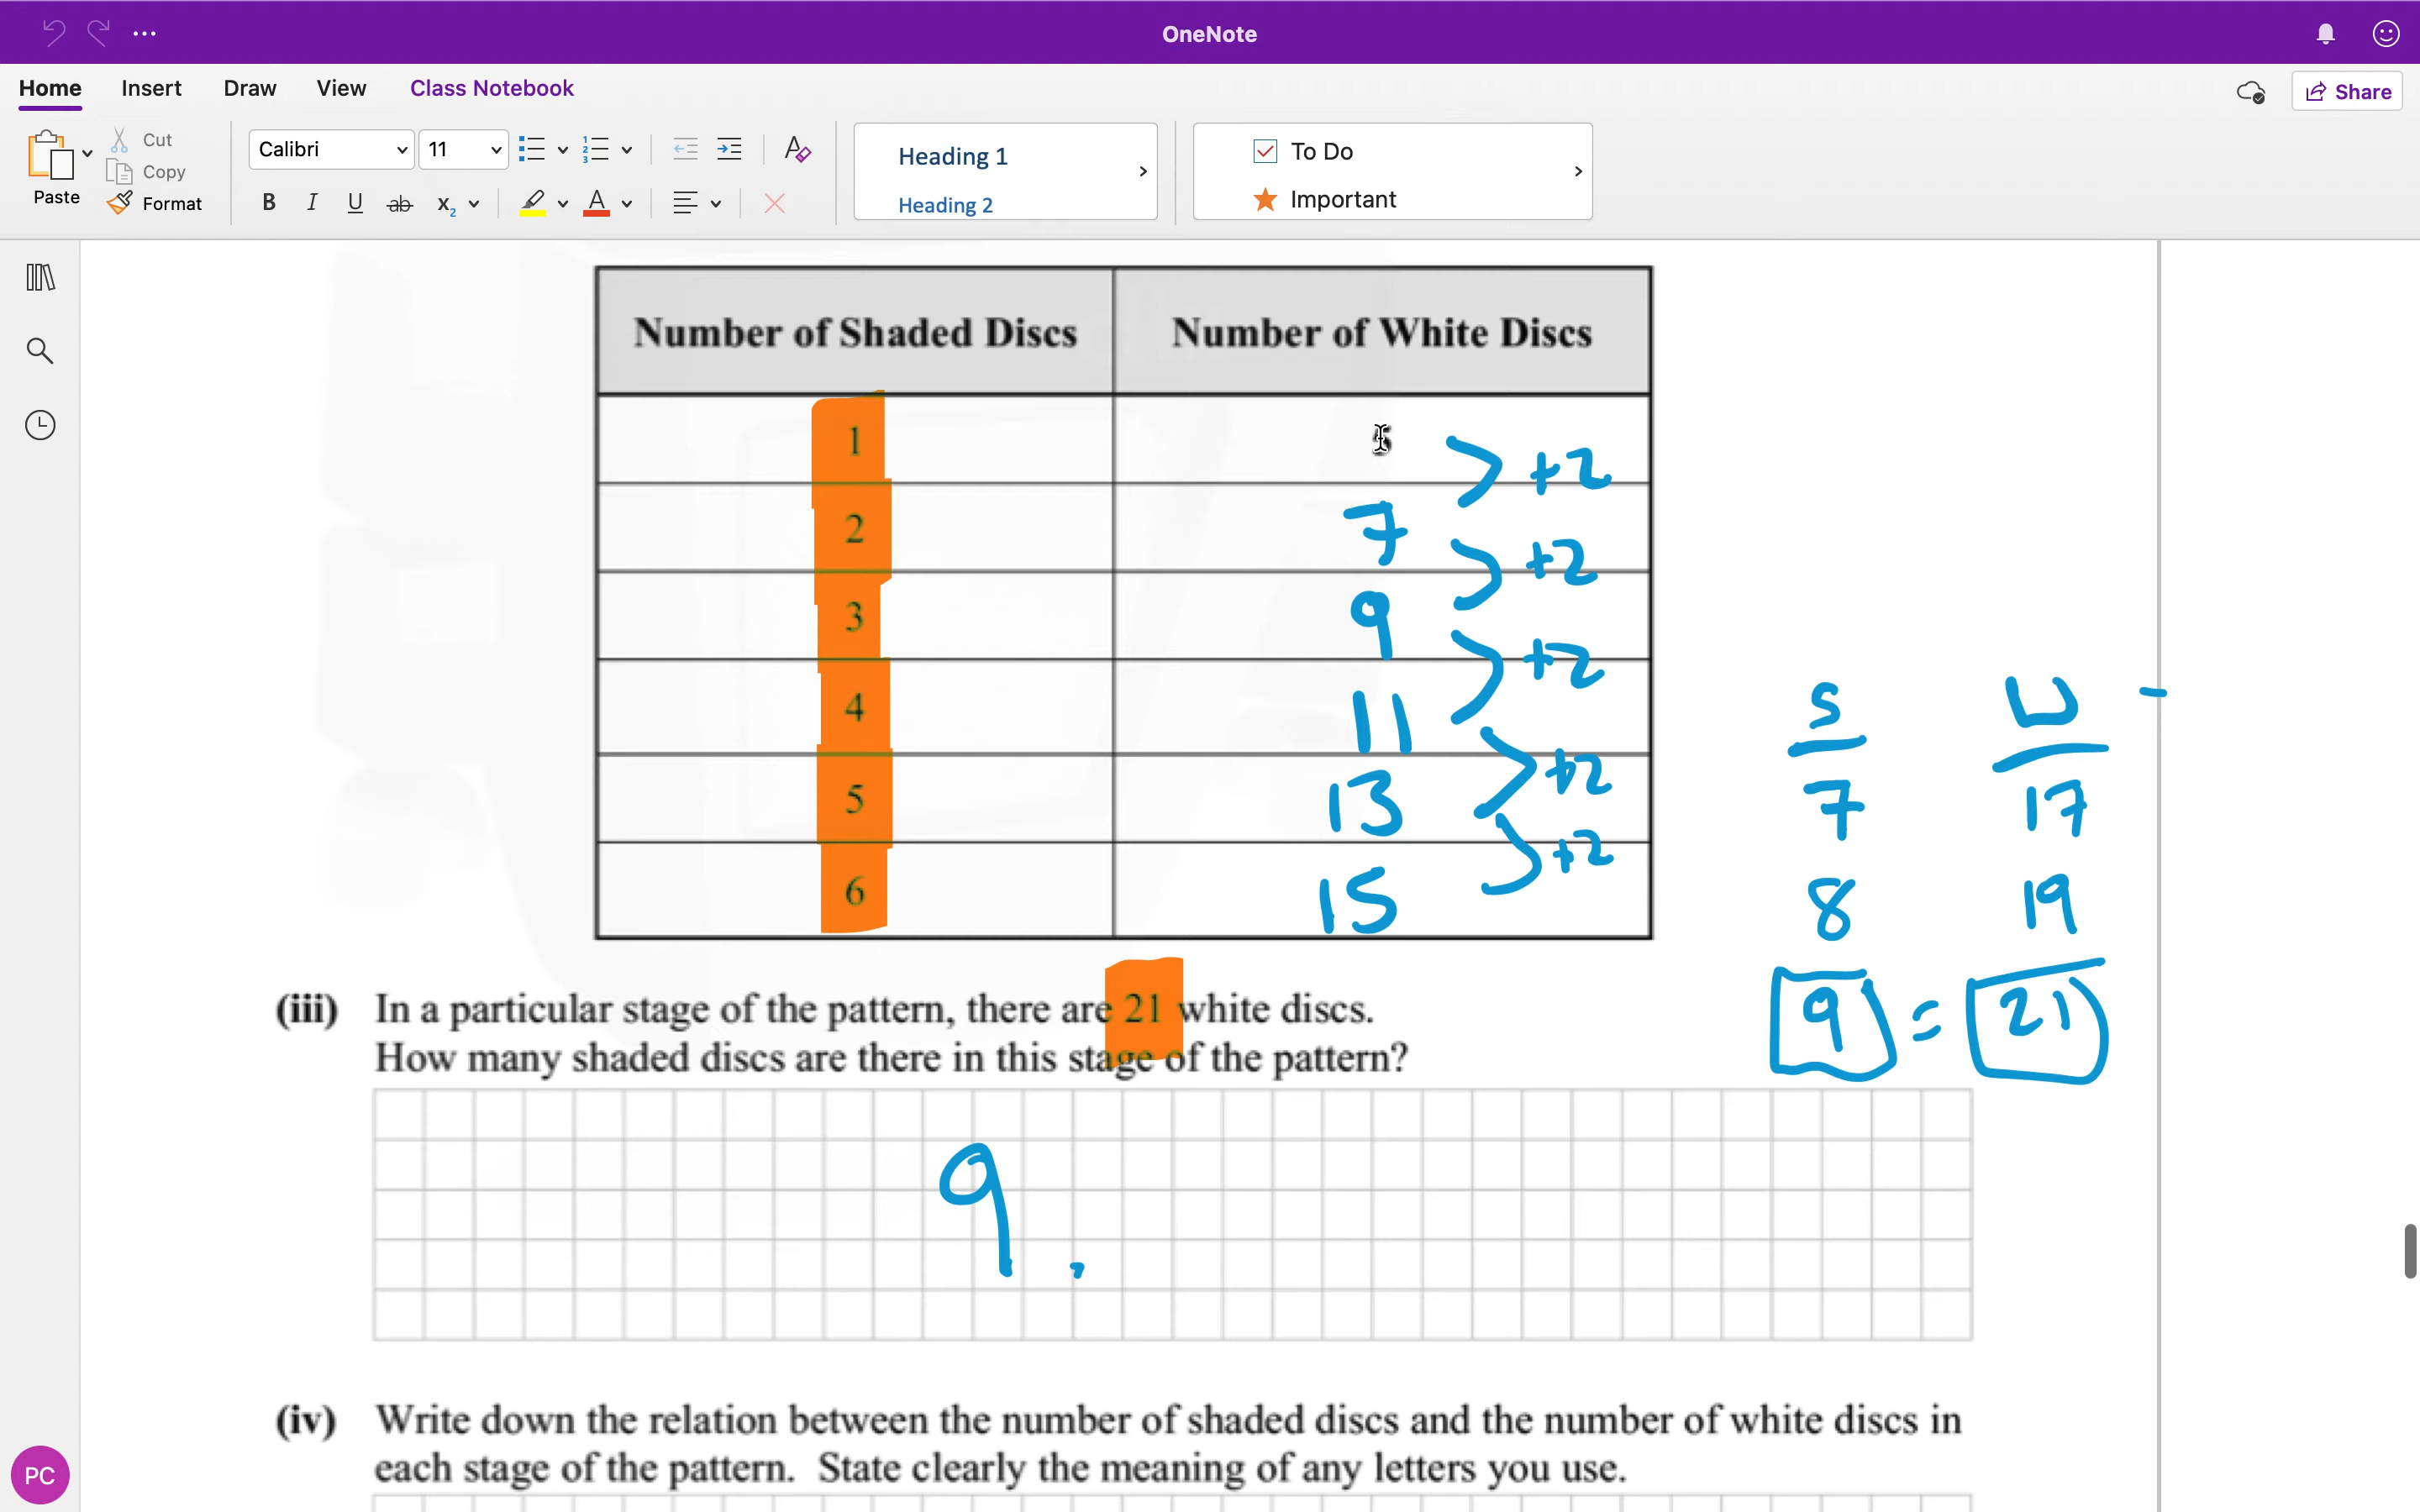 OneNote
Home Insert Draw View Class Notebook
Share
Paste
Cut
Copy
Format
Calibri 11
B I U ab x2 A
Heading 1
Heading 2
To Do
Important
Number of Shaded Discs Number of White Discs
1 5 +2
2 7 +2
3 9 +2
4 11 +2
5 13 +2
6 15
S W -
7 17
8 19
9 = 21
(iii) In a particular stage of the pattern, there are 21 white discs.
How many shaded discs are there in this stage of the pattern?
9.
(iv) Write down the relation between the number of shaded discs and the number of white discs in
each stage of the pattern. State clearly the meaning of any letters you use.
PC